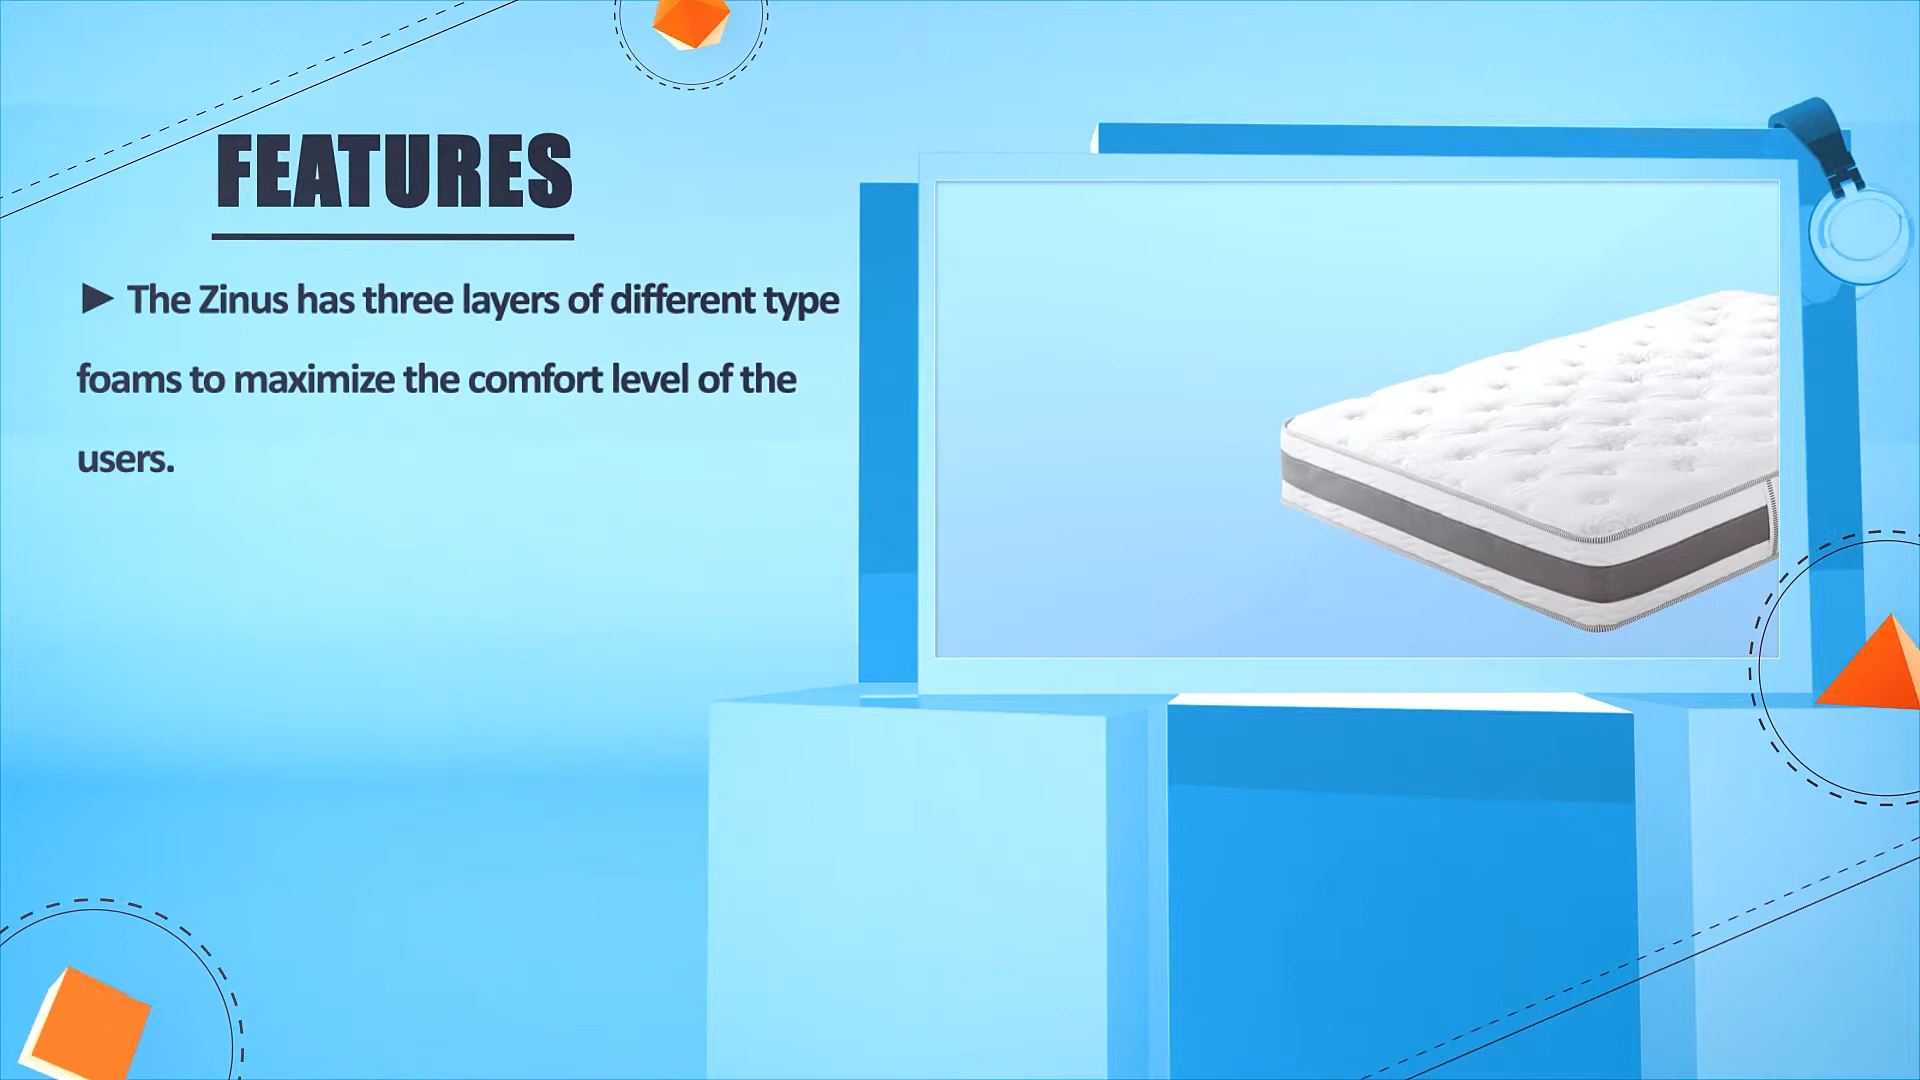 FEATURES
► The Zinus has three layers of different type
foams to maximize the comfort level of the
users.